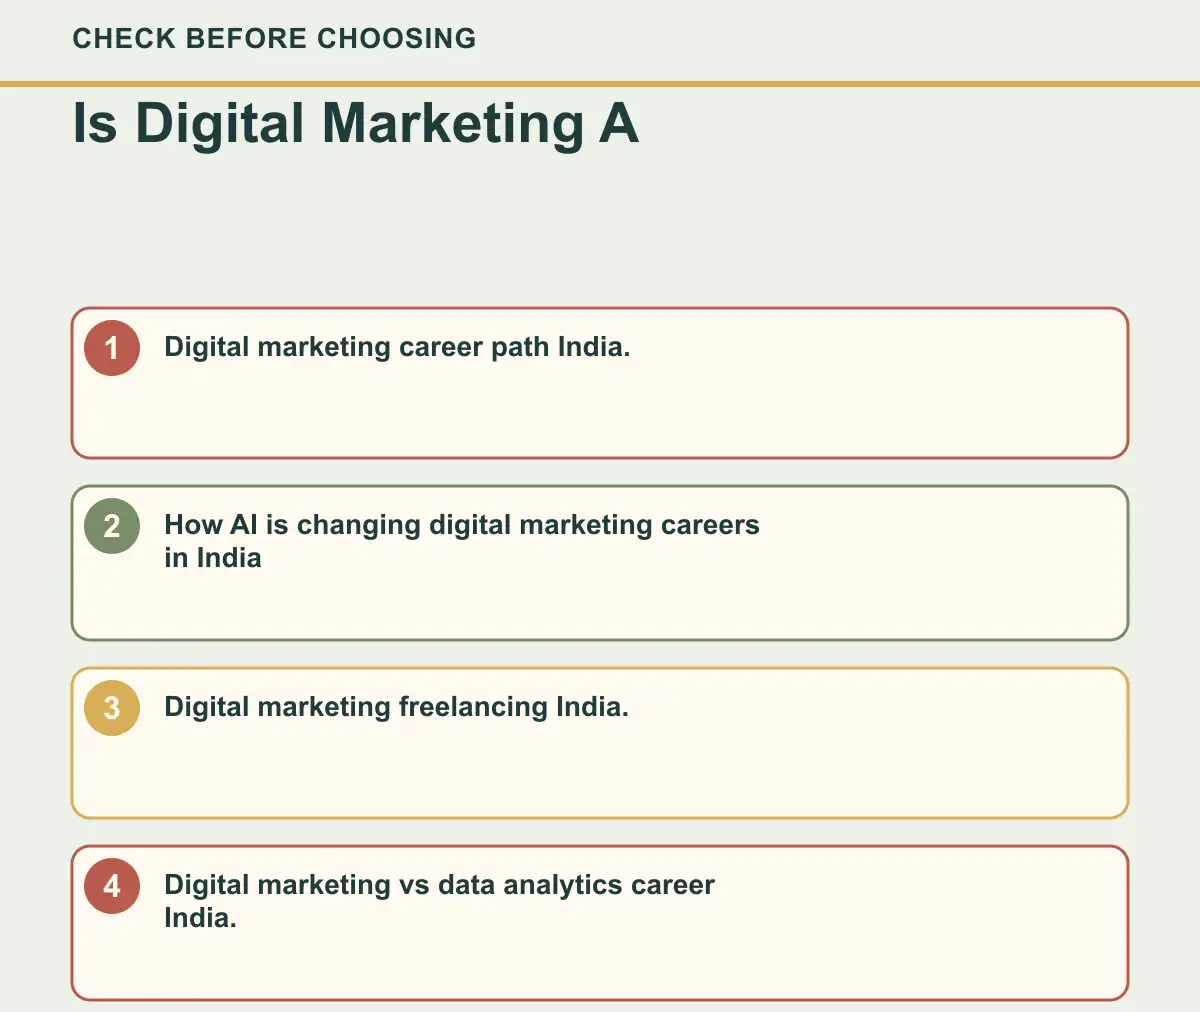 CHECK BEFORE CHOOSING
Is Digital Marketing A
1
Digital marketing career path India.
2
How AI is changing digital marketing careers
in India
3
Digital marketing freelancing India.
4
Digital marketing vs data analytics career
India.